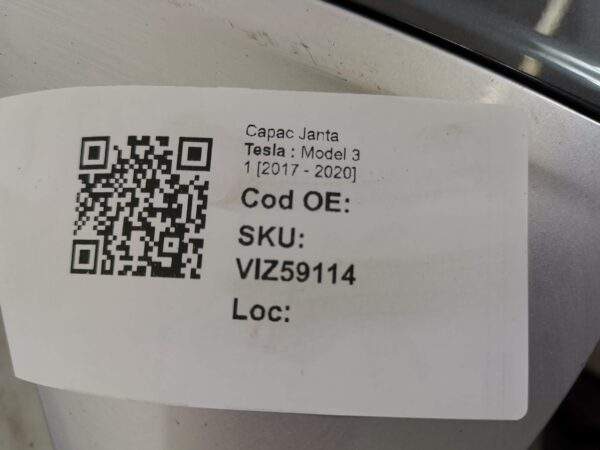 Capac Janta
Tesla : Model 3
1 [2017 - 2020]
Cod OE:
SKU:
VIZ59114
Loc: